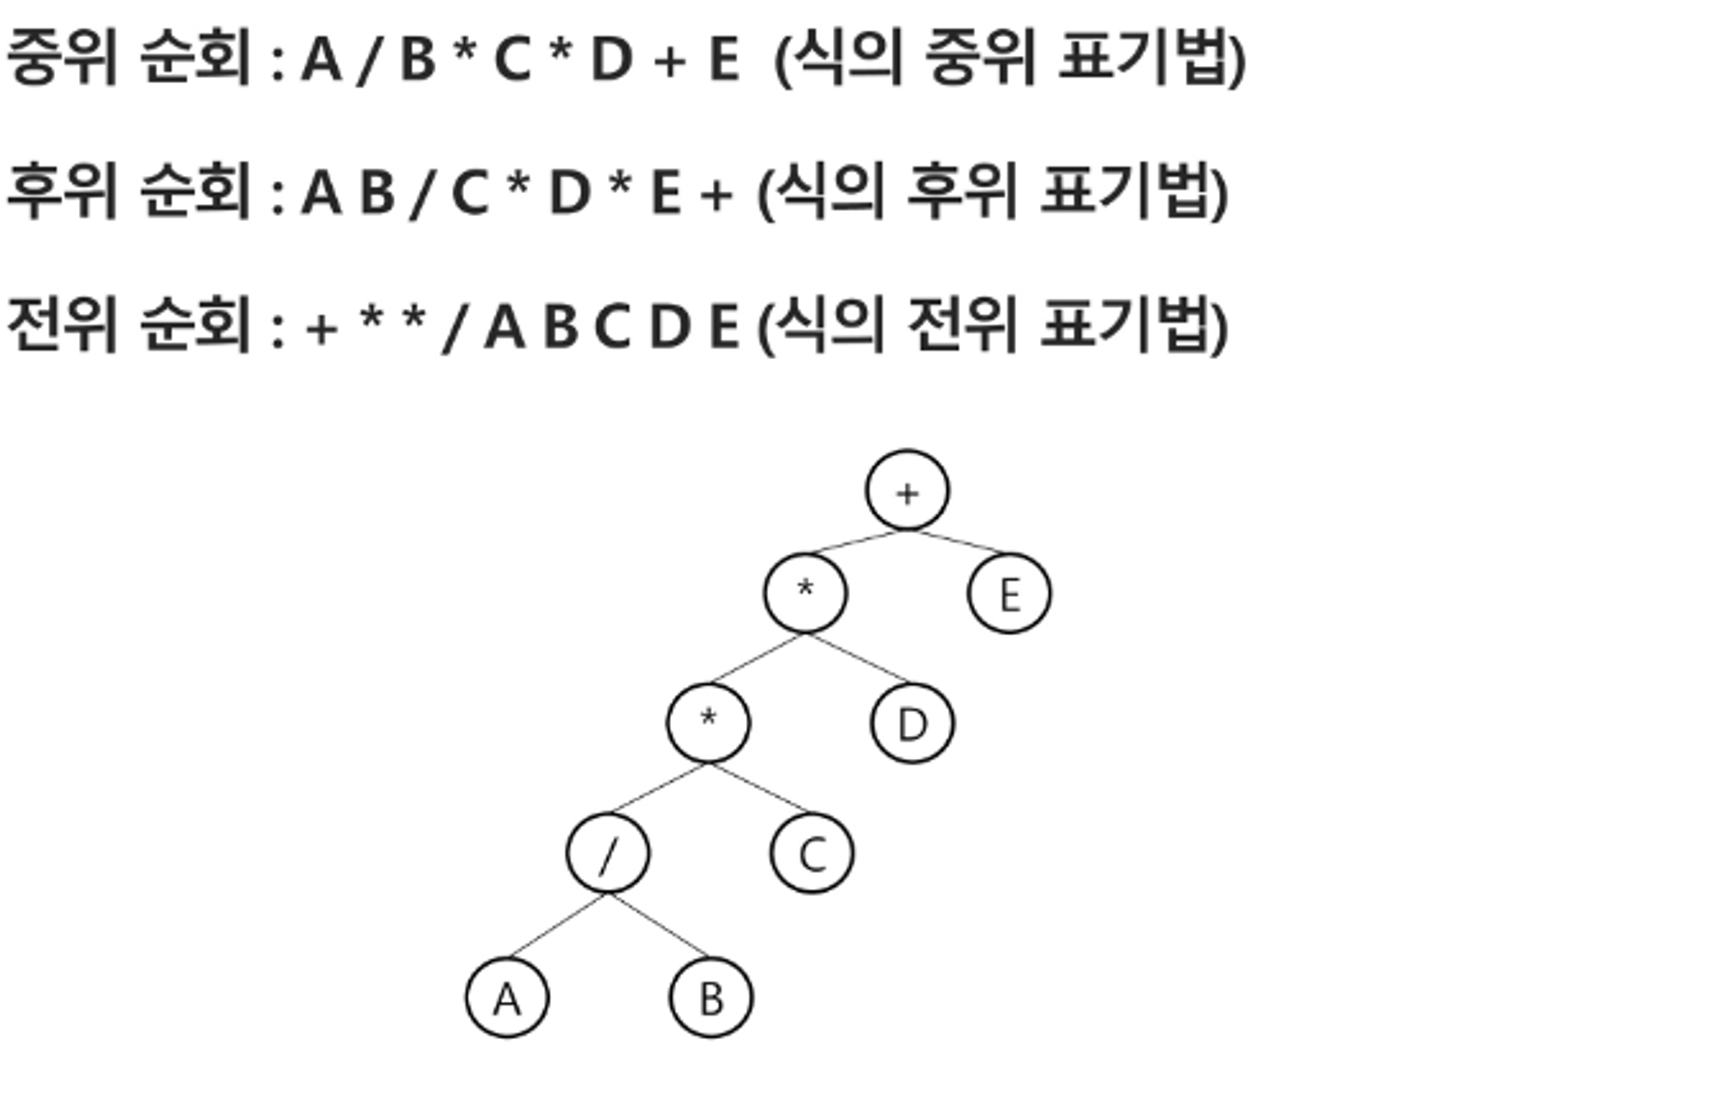 중위 순회 : A / B * C * D + E (식의 중위 표기법)
후위 순회 : A B / C * D * E + (식의 후위 표기법)
전위 순회 : + * * / A B C D E (식의 전위 표기법)
+
* E
* D
/ C
A B